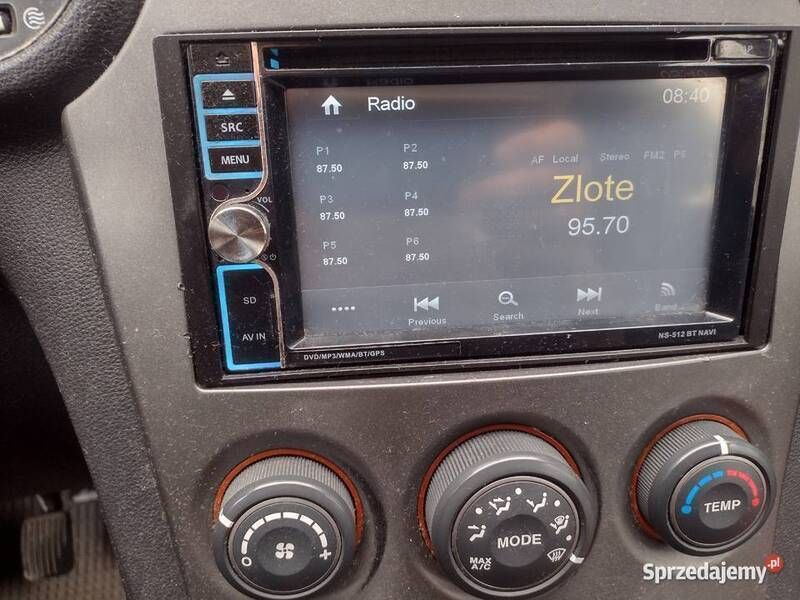 Radio
08:40
SRC
MENU
VOL
SD
AV IN
P1
87.50
P2
87.50
P3
87.50
P4
87.50
P5
87.50
P6
87.50
AF Local Stereo FM2 P6
Zlote
95.70
Previous
Search
Next
Band
DVD/MP3/WMA/BT/GPS
NS-512 BT NAVI
O
+
MODE
MAX
A/C
TEMP
Sprzedajemy.pl